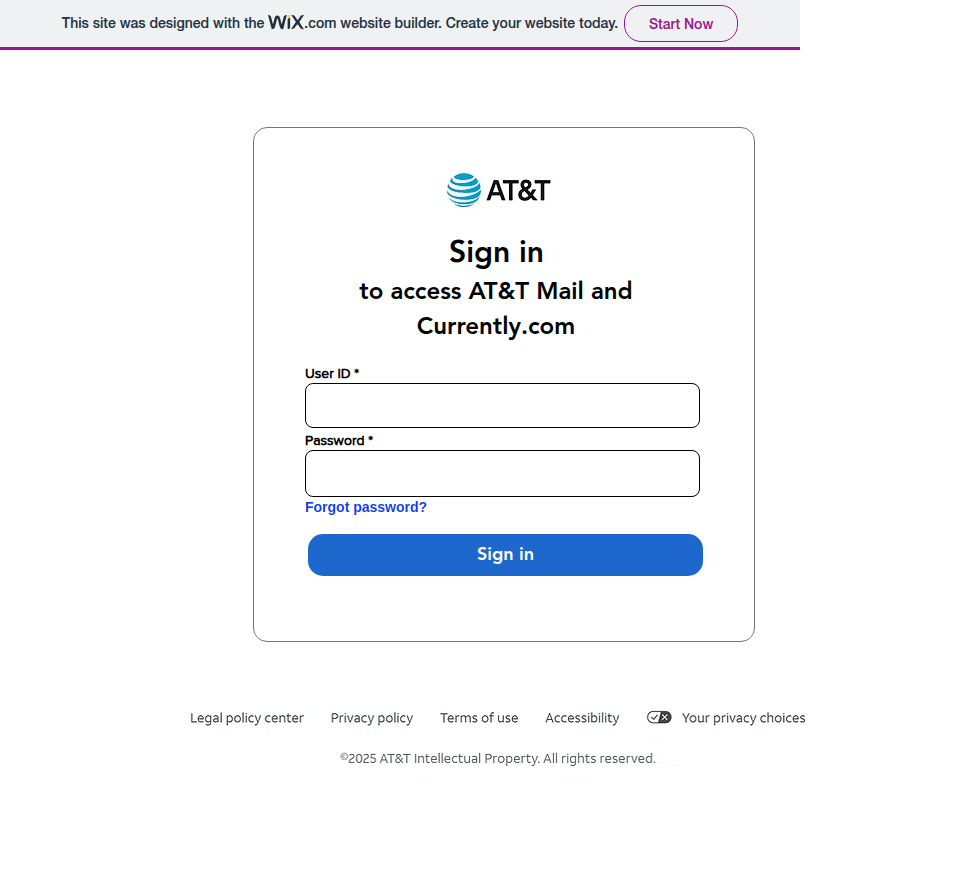 This site was designed with the WiX.com website builder. Create your website today. Start Now
AT&T
Sign in
to access AT&T Mail and
Currently.com
User ID *
Password *
Forgot password?
Sign in
Legal policy center Privacy policy Terms of use Accessibility Your privacy choices
©2025 AT&T Intellectual Property. All rights reserved.